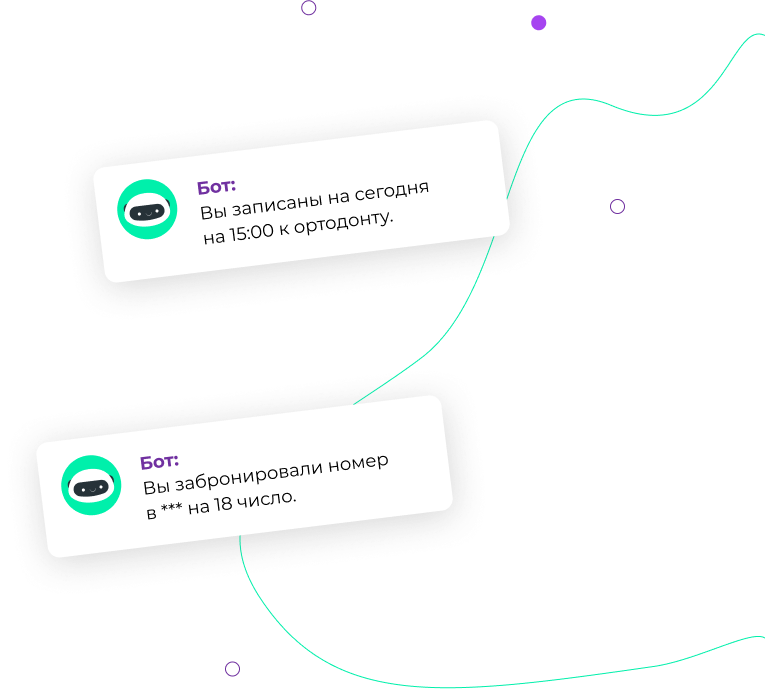 Бот:
Вы записаны на сегодня
на 15:00 к ортодонту.
Бот:
Вы забронировали номер
в *** на 18 число.